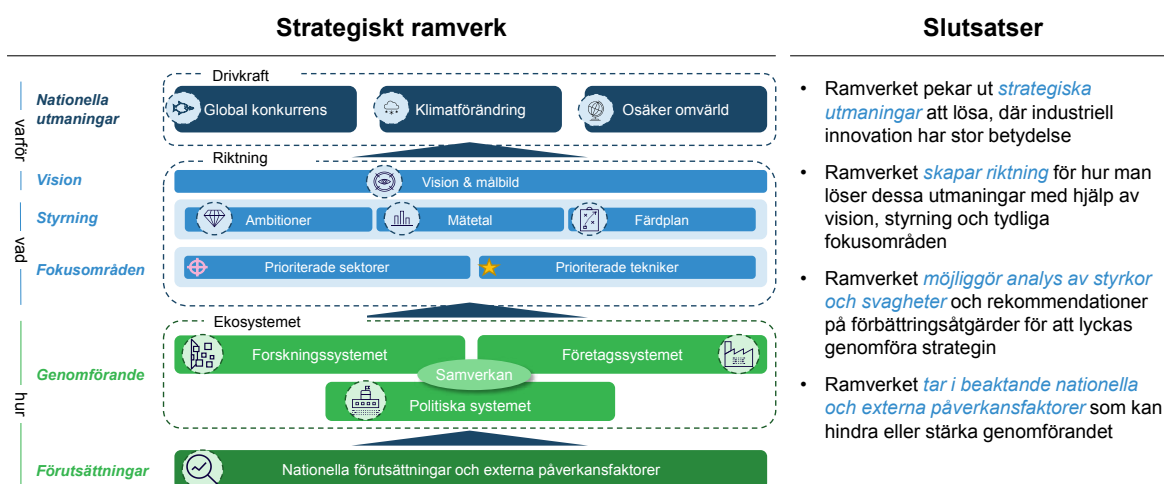 Strategiskt ramverk
Slutsatser
Drivkraft
Nationella
utmaningar
Global konkurrens
Klimatförändring
Osäker omvärld
varför
Riktning
Vision
Vision & målbild
Styrning
Ambitioner
Mätetal
Färdplan
vad
Fokusområden
Prioriterade sektorer
Prioriterade tekniker
Ekosystemet
Forskningssystemet
Företagssystemet
Genomförande
Samverkan
Politiska systemet
hur
Förutsättningar
Nationella förutsättningar och externa påverkansfaktorer
• Ramverket pekar ut strategiska
utmaningar att lösa, där industriell
innovation har stor betydelse
• Ramverket skapar riktning för hur man
löser dessa utmaningar med hjälp av
vision, styrning och tydliga
fokusområden
• Ramverket möjliggör analys av styrkor
och svagheter och rekommendationer
på förbättringsåtgärder för att lyckas
genomföra strategin
• Ramverket tar i beaktande nationella
och externa påverkansfaktorer som kan
hindra eller stärka genomförandet